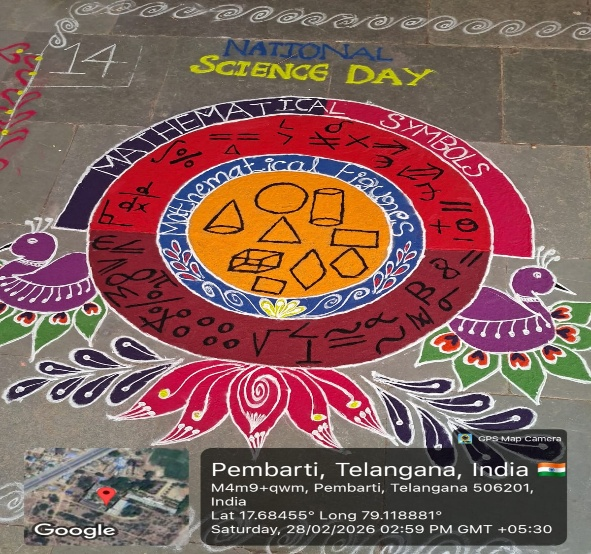 14
NATIONAL
SCIENCE DAY
MATHEMATICAL SYMBOLS
Mathematical Figures
GPS Map Camera
Pembarti, Telangana, India
M4m9+qwm, Pembarti, Telangana 506201,
India
Lat 17.68455° Long 79.118881°
Saturday, 28/02/2026 02:59 PM GMT +05:30
Google